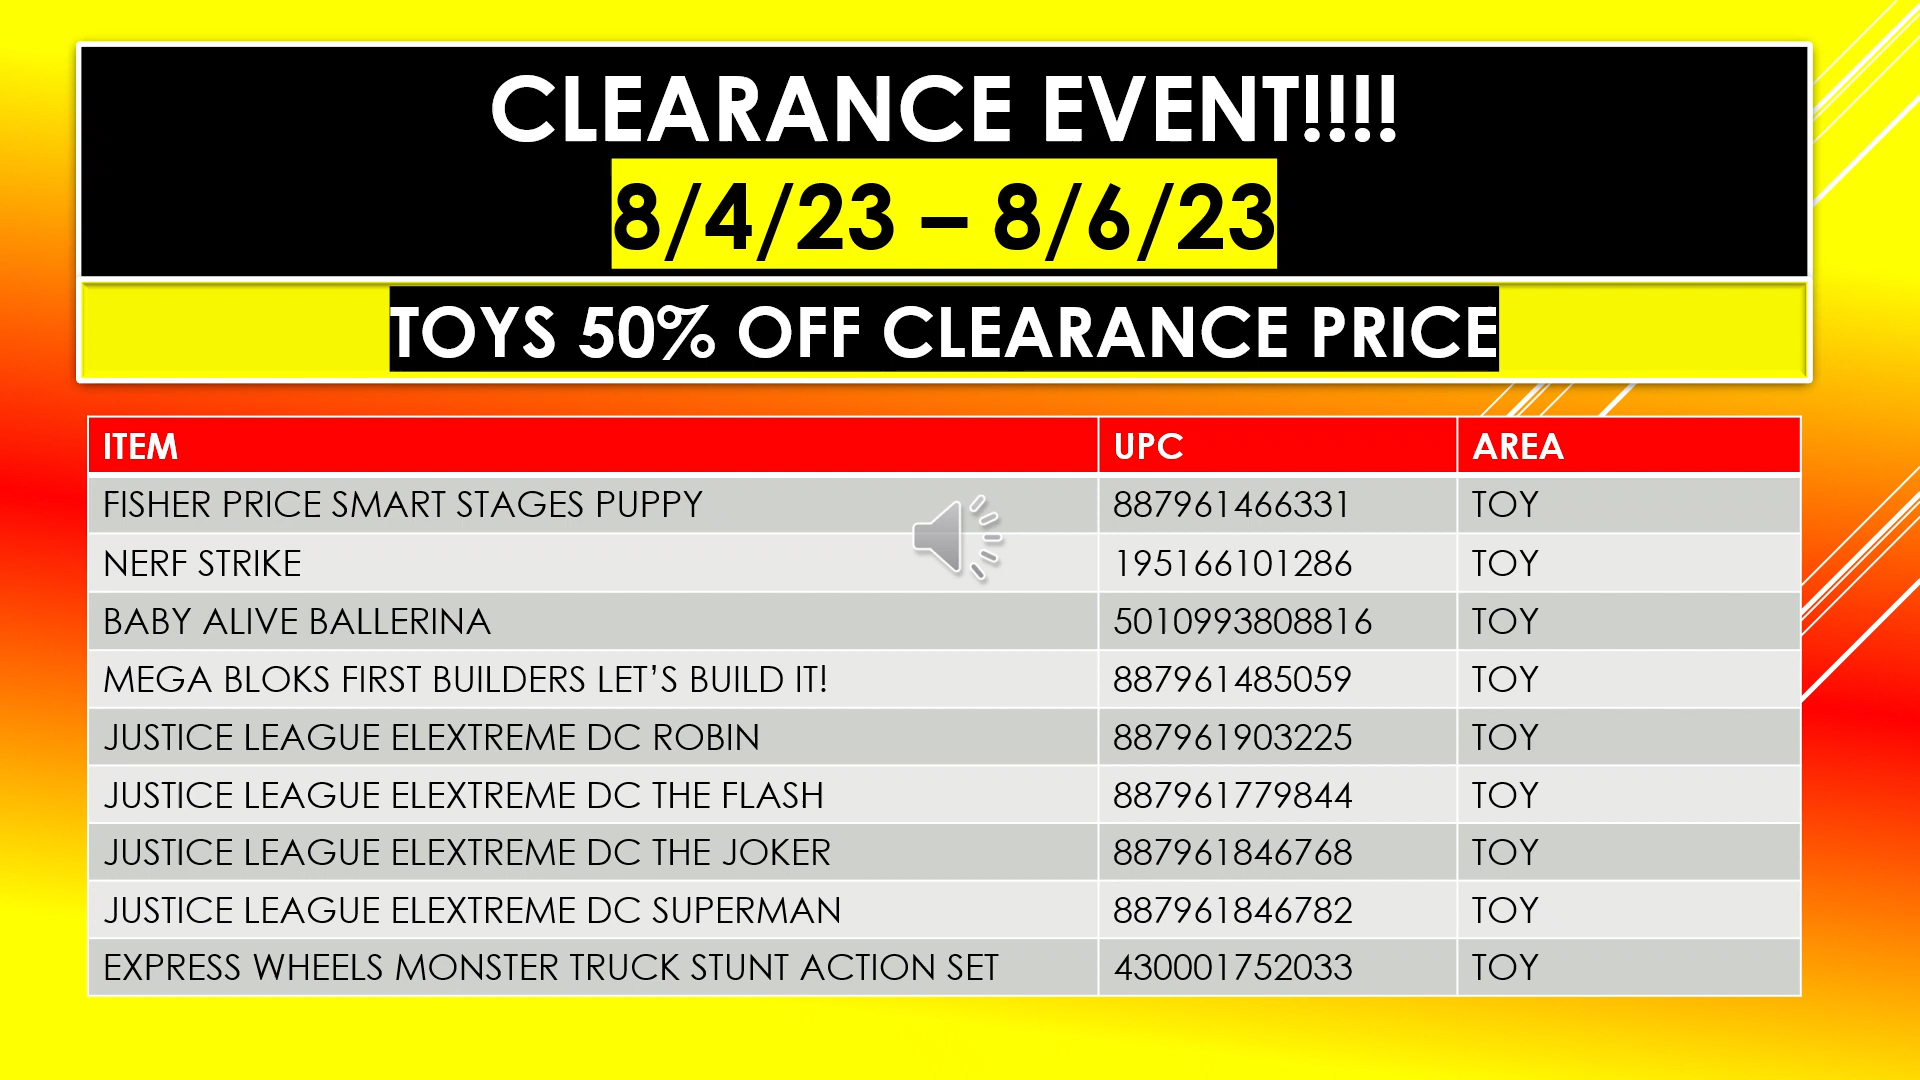 CLEARANCE EVENT!!!!
8/4/23 – 8/6/23
TOYS 50% OFF CLEARANCE PRICE
ITEM UPC AREA
FISHER PRICE SMART STAGES PUPPY 887961466331 TOY
NERF STRIKE 195166101286 TOY
BABY ALIVE BALLERINA 5010993808816 TOY
MEGA BLOKS FIRST BUILDERS LET’S BUILD IT! 887961485059 TOY
JUSTICE LEAGUE ELEXTREME DC ROBIN 887961903225 TOY
JUSTICE LEAGUE ELEXTREME DC THE FLASH 887961779844 TOY
JUSTICE LEAGUE ELEXTREME DC THE JOKER 887961846768 TOY
JUSTICE LEAGUE ELEXTREME DC SUPERMAN 887961846782 TOY
EXPRESS WHEELS MONSTER TRUCK STUNT ACTION SET 430001752033 TOY